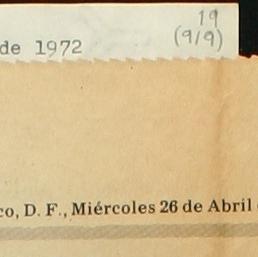 19
(9/9)
de 1972
co, D. F., Miércoles 26 de Abril